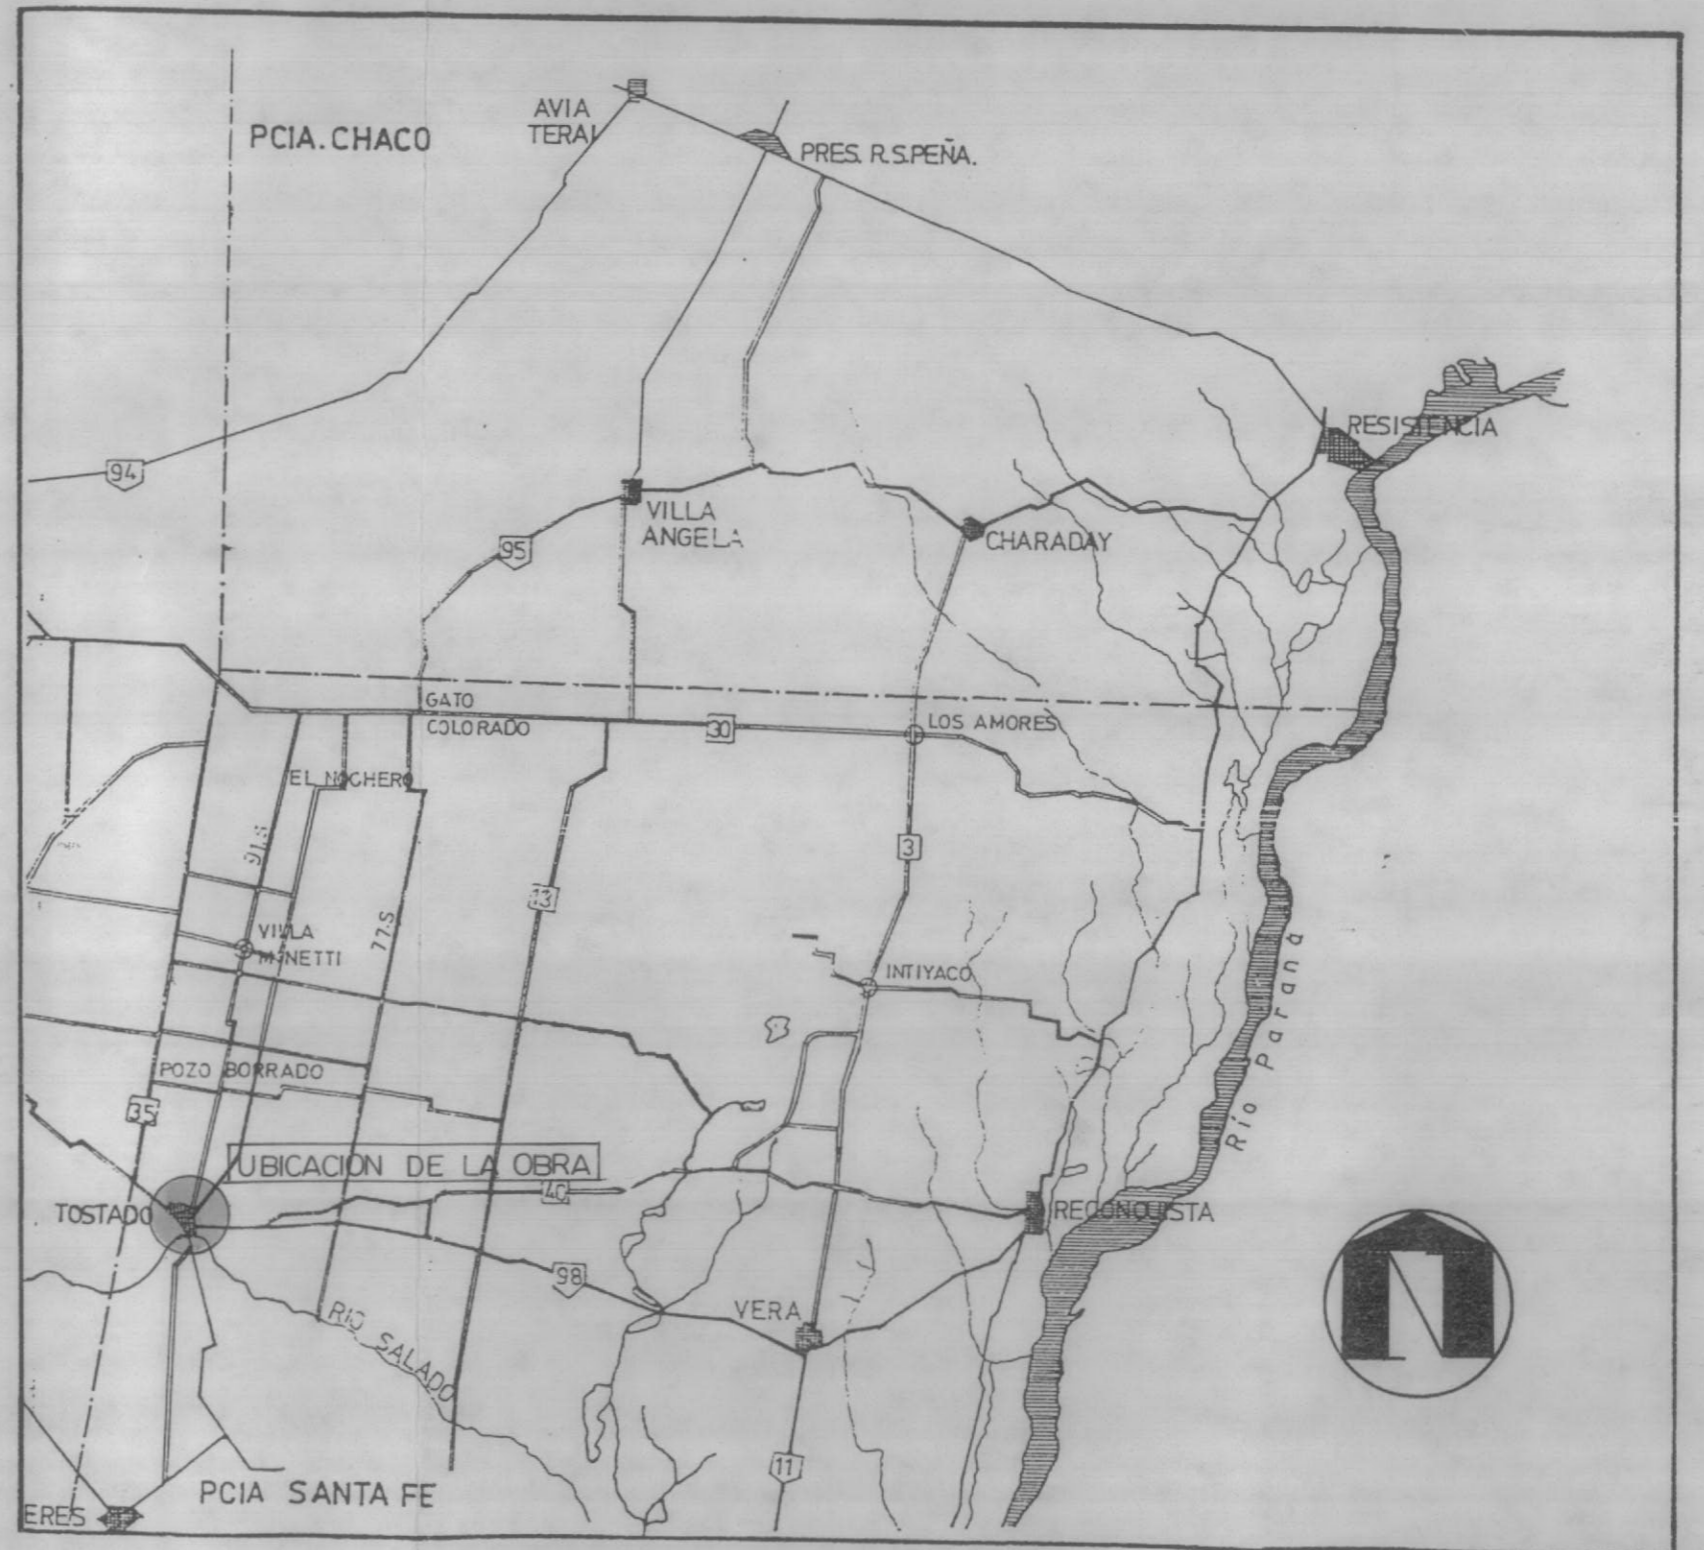 AVIA
TERAI
PCIA. CHACO
PRES. R.S.PEÑA.
RESISTENCIA
94
VILLA
ANGELA
95
CHARADAY
GATO
COLORADO
30
LOS AMORES
EL NOCHERO
91.S
3
13
77.S
VILLA
MINETTI
INTIYACO
Río Paraná
POZO BORRADO
35
UBICACION DE LA OBRA
40
TOSTADO
RECONQUISTA
98
RIO SALADO
VERA
N
11
PCIA SANTA FE
ERES